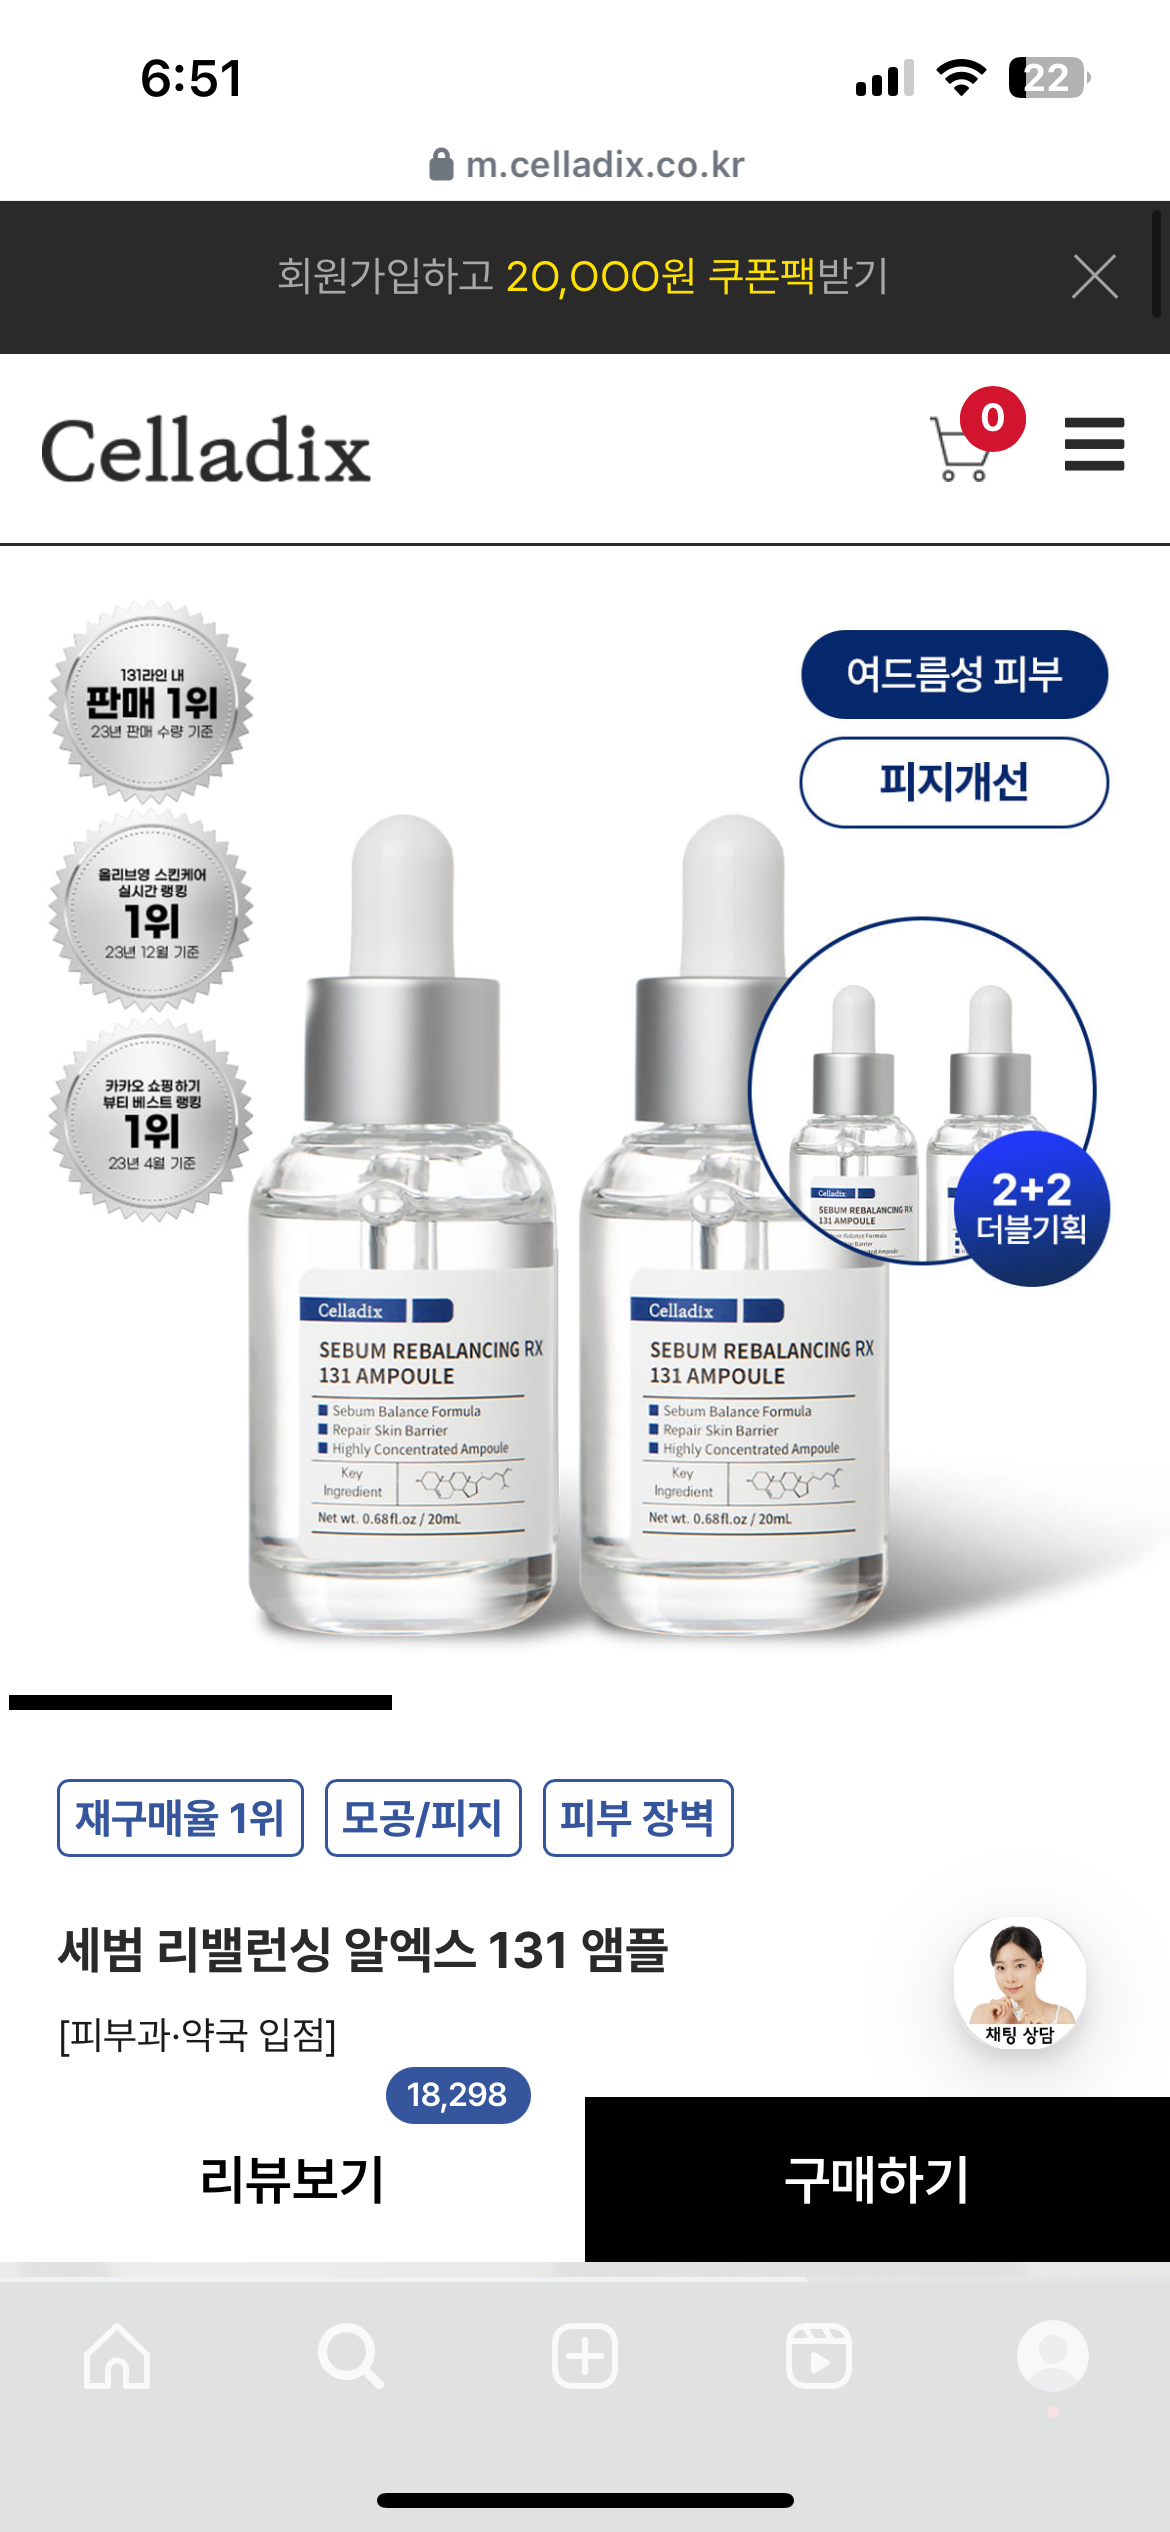 6:51
22
m.celladix.co.kr
회원가입하고 20,000원 쿠폰팩받기
Celladix
0
131라인 내
판매 1위
23년 판매 수량 기준
올리브영 스킨케어
실시간 랭킹
1위
23년 12월 기준
카카오 쇼핑하기
뷰티 베스트 랭킹
1위
23년 4월 기준
여드름성 피부
피지개선
Celladix
SEBUM REBALANCING RX
131 AMPOULE
2+2
더블기획
Celladix
SEBUM REBALANCING RX
131 AMPOULE
Sebum Balance Formula
Repair Skin Barrier
Highly Concentrated Ampoule
Key
Ingredient
Net wt. 0.68fl.oz / 20mL
Celladix
SEBUM REBALANCING RX
131 AMPOULE
Sebum Balance Formula
Repair Skin Barrier
Highly Concentrated Ampoule
Key
Ingredient
Net wt. 0.68fl.oz / 20mL
재구매율 1위 모공/피지 피부 장벽
세범 리밸런싱 알엑스 131 앰플
[피부과·약국 입점]
채팅 상담
18,298
리뷰보기
구매하기